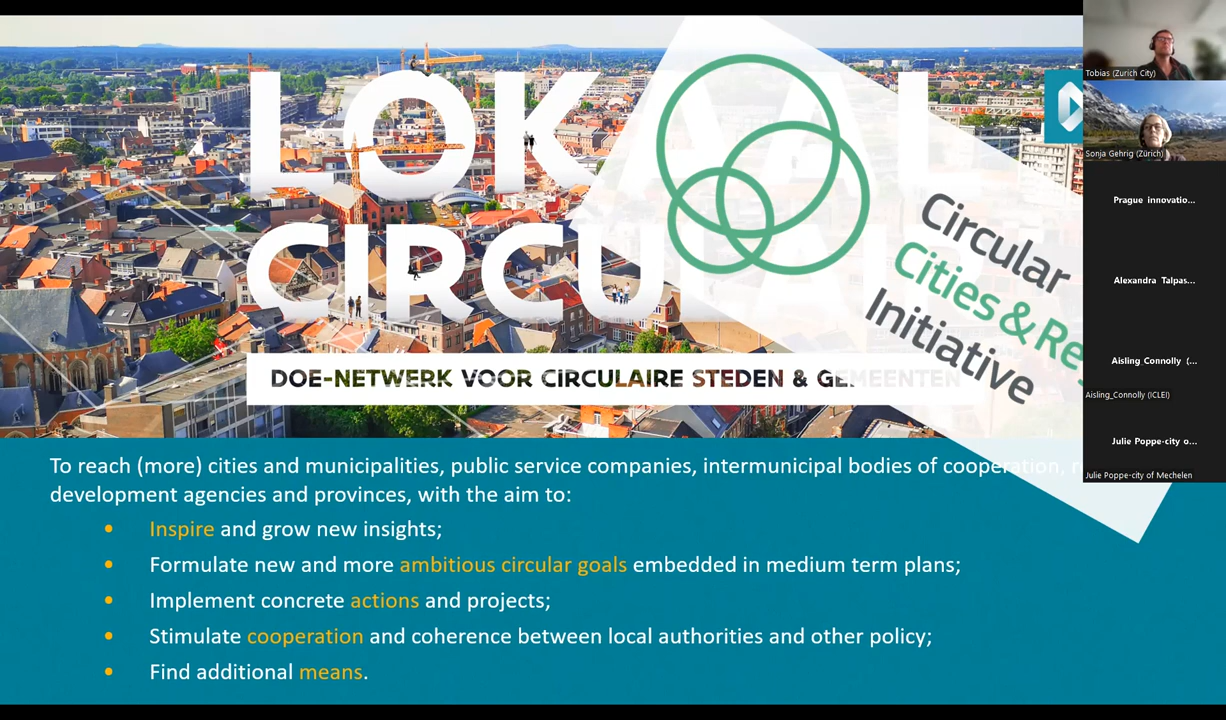 LOKAAL
CIRCU
DOE-NETWERK VOOR CIRCULAIRE STEDEN & GEMEENTEN
Circular
Cities & Re
Initiative
To reach (more) cities and municipalities, public service companies, intermunicipal bodies of cooperation,
development agencies and provinces, with the aim to:
• Inspire and grow new insights;
• Formulate new and more ambitious circular goals embedded in medium term plans;
• Implement concrete actions and projects;
• Stimulate cooperation and coherence between local authorities and other policy;
• Find additional means.
Tobias (Zurich City)
Sonja Gehrig (Zürich)
Prague innovatio...
Alexandra Talpas...
Aisling_Connolly (...
Aisling_Connolly (ICLEI)
Julie Poppe-city o...
Julie Poppe-city of Mechelen